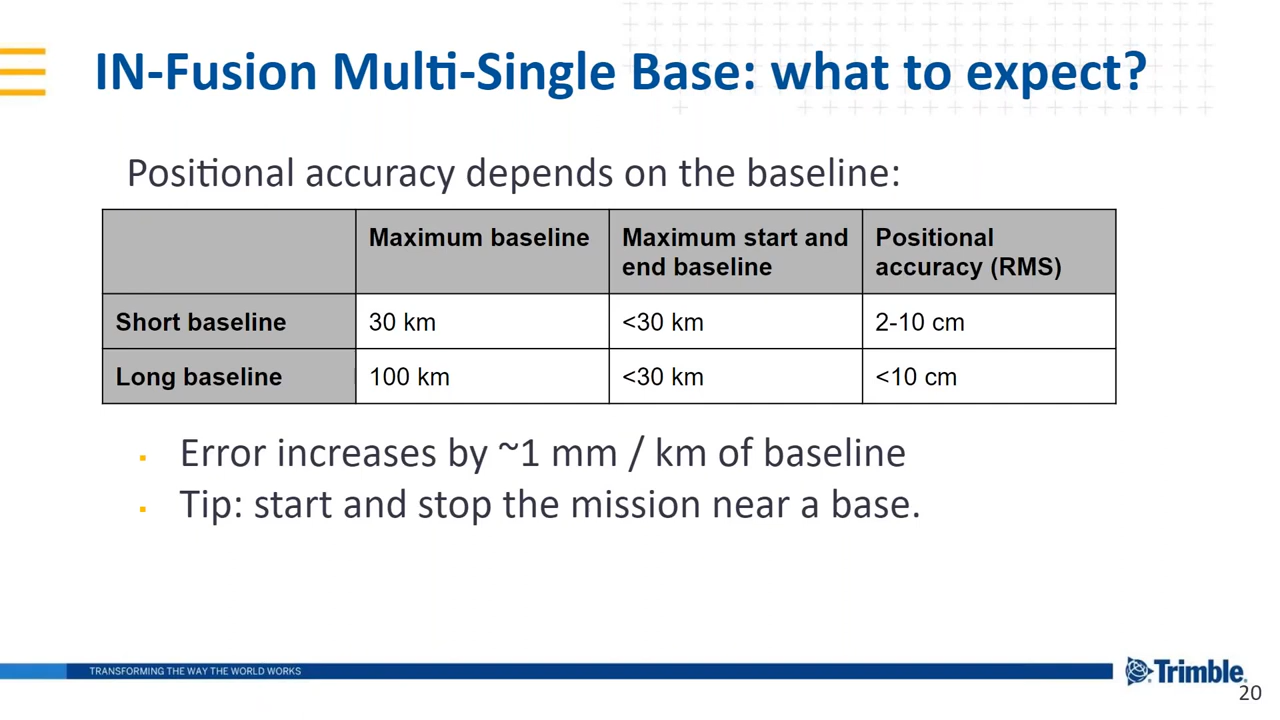 IN-Fusion Multi-Single Base: what to expect?
Positional accuracy depends on the baseline:
Maximum baseline
Maximum start and
end baseline
Positional
accuracy (RMS)
Short baseline
30 km
<30 km
2-10 cm
Long baseline
100 km
<30 km
<10 cm
▪ Error increases by ~1 mm / km of baseline
▪ Tip: start and stop the mission near a base.
TRANSFORMING THE WAY THE WORLD WORKS
Trimble.
20